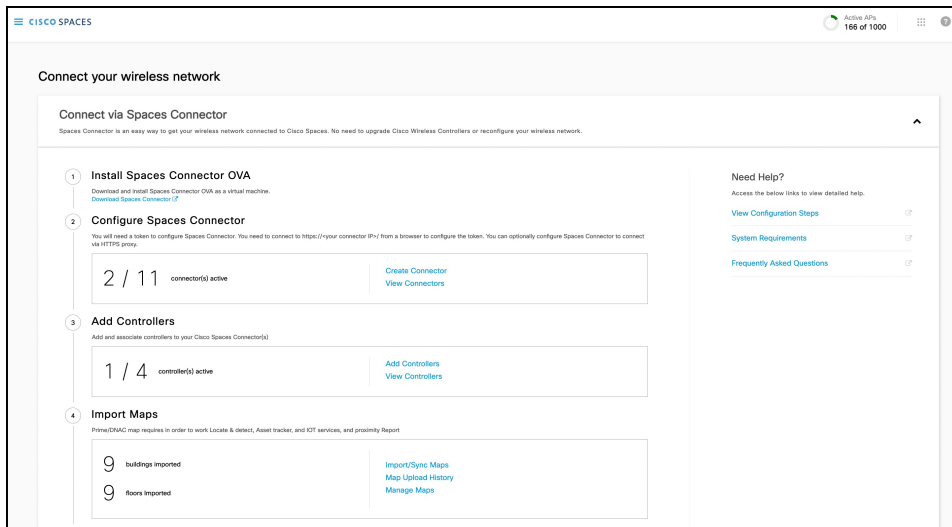 CISCO SPACES
Active APs
166 of 1000
Connect your wireless network
Connect via Spaces Connector
Spaces Connector is an easy way to get your wireless network connected to Cisco Spaces. No need to upgrade Cisco Wireless Controllers or reconfigure your wireless network.
1
Install Spaces Connector OVA
Download and install Spaces Connector OVA as a virtual machine.
Download Spaces Connector
2
Configure Spaces Connector
You will need a token to configure Spaces Connector. You need to connect to https://<your connector IP>/ from a browser to configure the token. You can optionally configure Spaces Connector to connect
via HTTPS proxy.
2 / 11 connector(s) active
Create Connector
View Connectors
3
Add Controllers
Add and associate controllers to your Cisco Spaces Connector(s)
1 / 4 controller(s) active
Add Controllers
View Controllers
4
Import Maps
Prime/DNAC map requires in order to work Locate & detect, Asset tracker, and IOT services, and proximity Report
9 buildings imported
9 floors Imported
Import/Sync Maps
Map Upload History
Manage Maps
Need Help?
Access the below links to view detailed help.
View Configuration Steps
System Requirements
Frequently Asked Questions